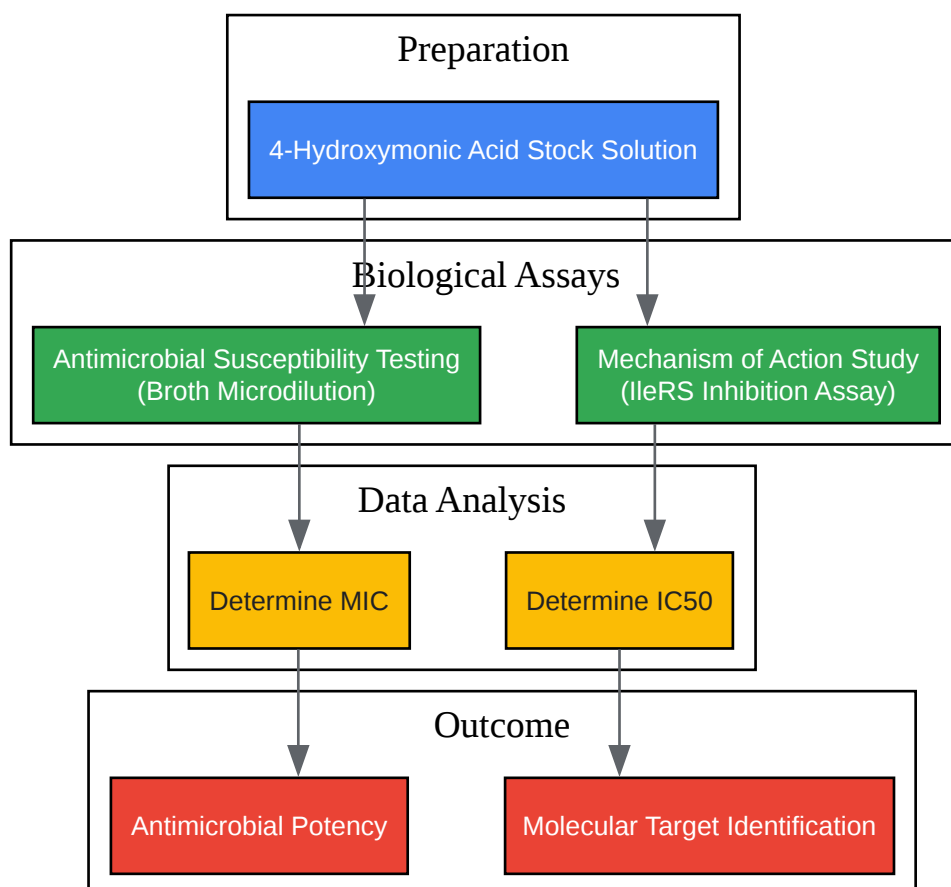 Preparation
4-Hydroxymonic Acid Stock Solution
Biological Assays
Antimicrobial Susceptibility Testing
(Broth Microdilution)
Mechanism of Action Study
(IleRS Inhibition Assay)
Data Analysis
Determine MIC
Determine IC50
Outcome
Antimicrobial Potency
Molecular Target Identification